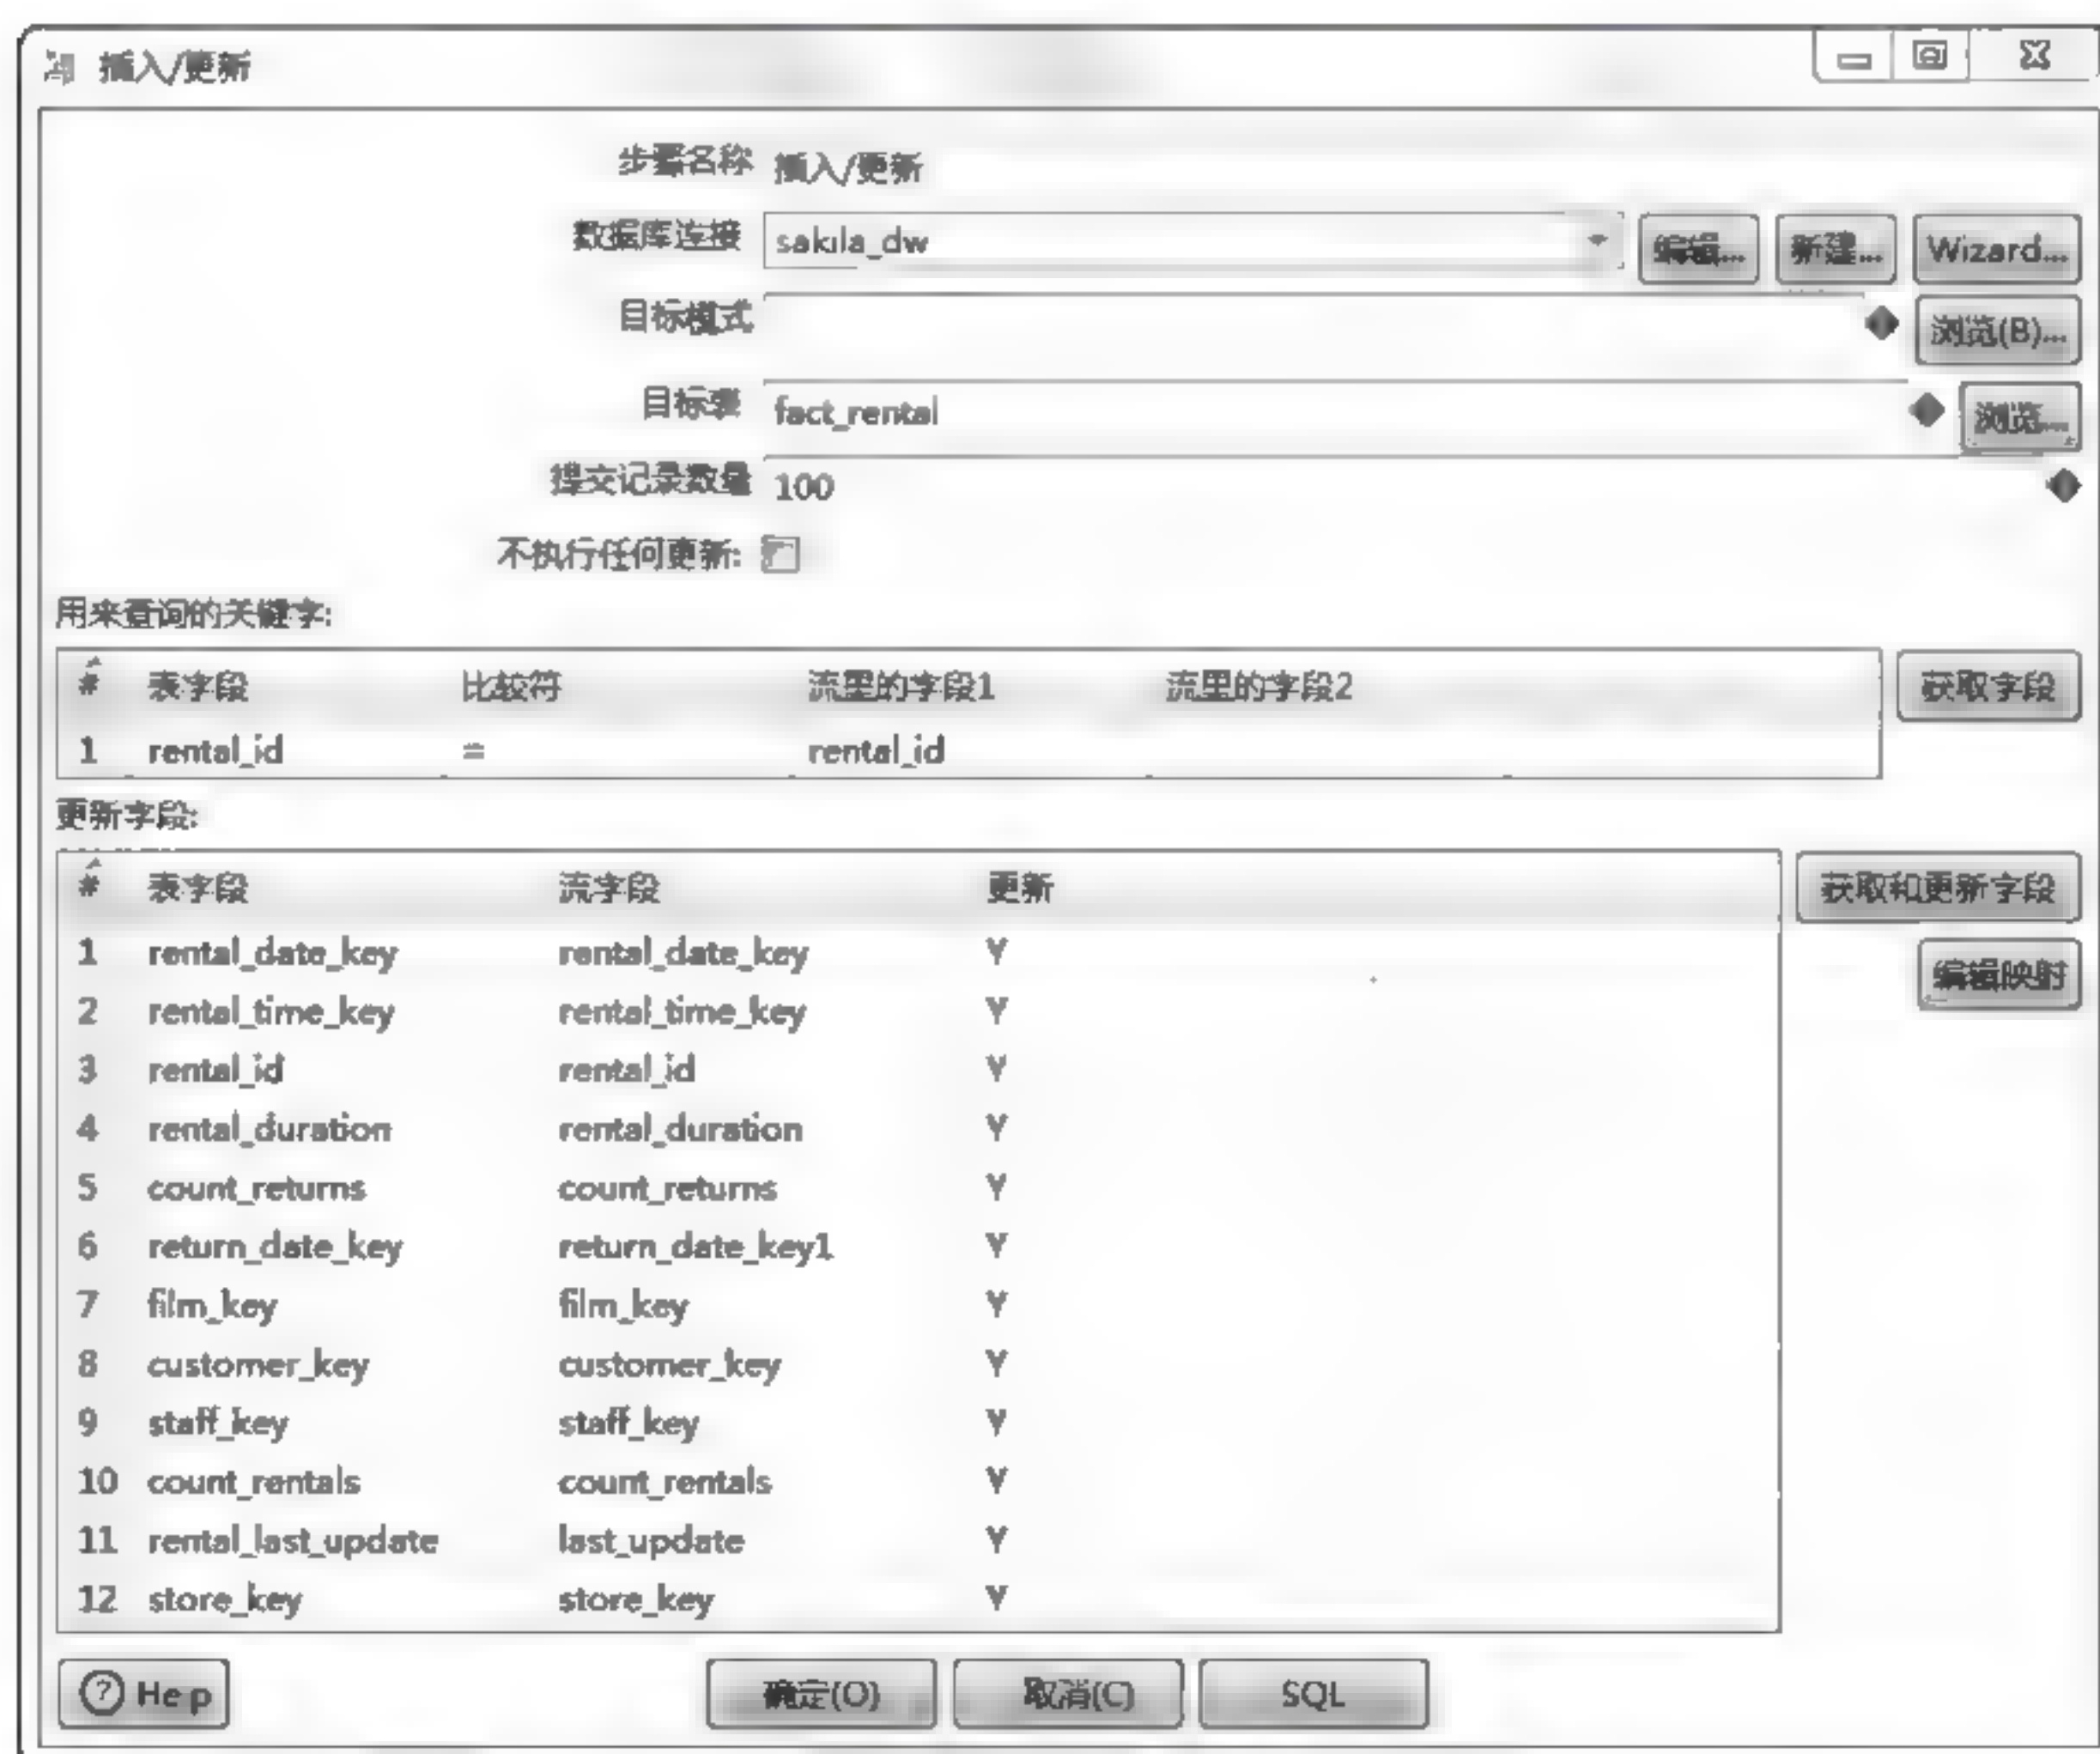 插入/更新
步骤名称 插入/更新
数据库连接 sakila_dw 编辑... 新建... Wizard...
目标模式 浏览(B)...
目标表 fact_rental 浏览...
提交记录数量 100
不执行任何更新:
用来查询的关键字:
# 表字段 比较符 流里的字段1 流里的字段2 获取字段
1 rental_id = rental_id
更新字段:
# 表字段 流字段 更新 获取和更新字段
1 rental_date_key rental_date_key Y
编辑映射
2 rental_time_key rental_time_key Y
3 rental_id rental_id Y
4 rental_duration rental_duration Y
5 count_returns count_returns Y
6 return_date_key return_date_key1 Y
7 film_key film_key Y
8 customer_key customer_key Y
9 staff_key staff_key Y
10 count_rentals count_rentals Y
11 rental_last_update last_update Y
12 store_key store_key Y
Help 确定(O) 取消(C) SQL